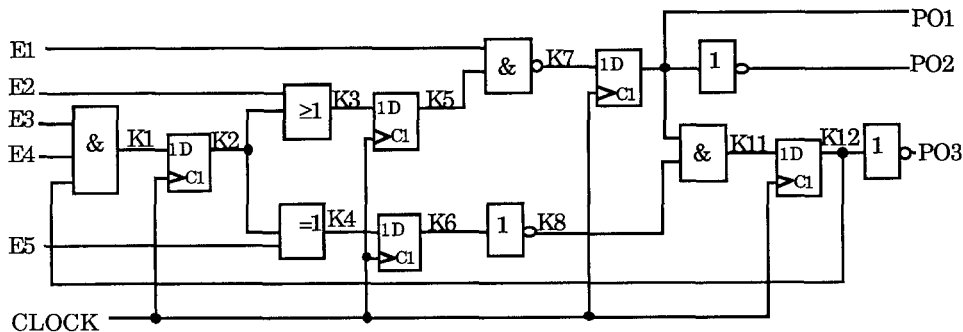 PO1
E1
&
K7
1D
C1
1
PO2
E2
≥1
K3
1D
K5
C1
E3
&
K1
1D
K2
C1
E4
&
K11
1D
K12
C1
1
PO3
=1
K4
1D
K6
C1
1
K8
E5
CLOCK